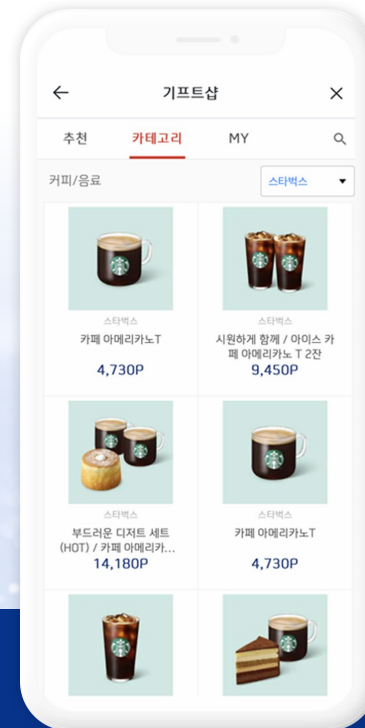 기프트샵
추천 카테고리 MY
커피/음료 스타벅스
스타벅스
카페 아메리카노T
4,730P
스타벅스
시원하게 함께 / 아이스 카
페 아메리카노 T 2잔
9,450P
스타벅스
부드러운 디저트 세트
(HOT) / 카페 아메리카...
14,180P
스타벅스
카페 아메리카노T
4,730P